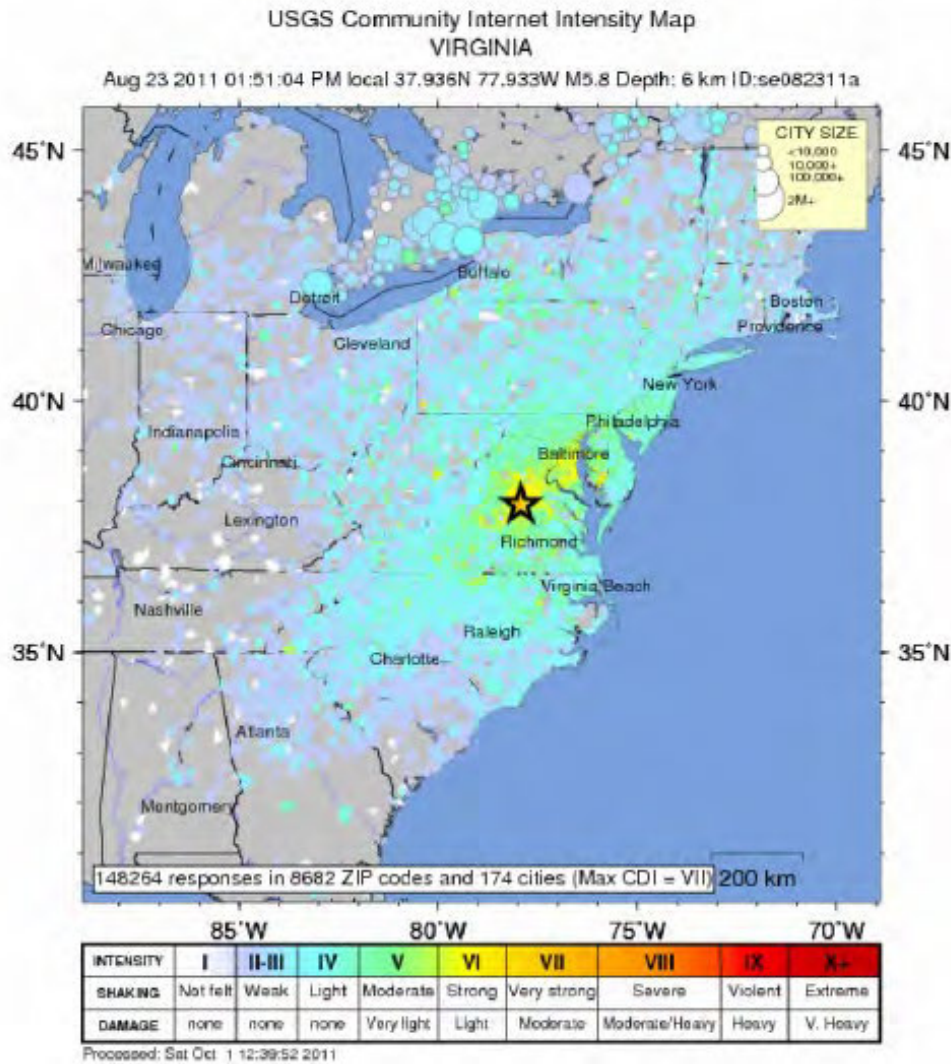 USGS Community Internet Intensity Map
VIRGINIA
Aug 23 2011 01:51:04 PM local 37.936N 77.933W M5.8 Depth: 6 km ID:se082311a
CITY SIZE
<10,000
10,000+
100,000+
2M+
45°N
45°N
Milwaukee
Buffalo
Detroit
Boston
Chicago
Providence
Cleveland
New York
40°N
40°N
Philadelphia
Indianapolis
Baltimore
Cincinnati
Lexington
Richmond
Virginia Beach
Nashville
Raleigh
35°N
35°N
Charlotte
Atlanta
Montgomery
148264 responses in 8682 ZIP codes and 174 cities (Max CDI = VII)
200 km
85°W 80°W 75°W 70°W
INTENSITY I II-III IV V VI VII VIII IX X+
SHAKING Not felt Weak Light Moderate Strong Very strong Severe Violent Extreme
DAMAGE none none none Very light Light Moderate Moderate/Heavy Heavy V. Heavy
Processed: Sat Oct 1 12:39:52 2011